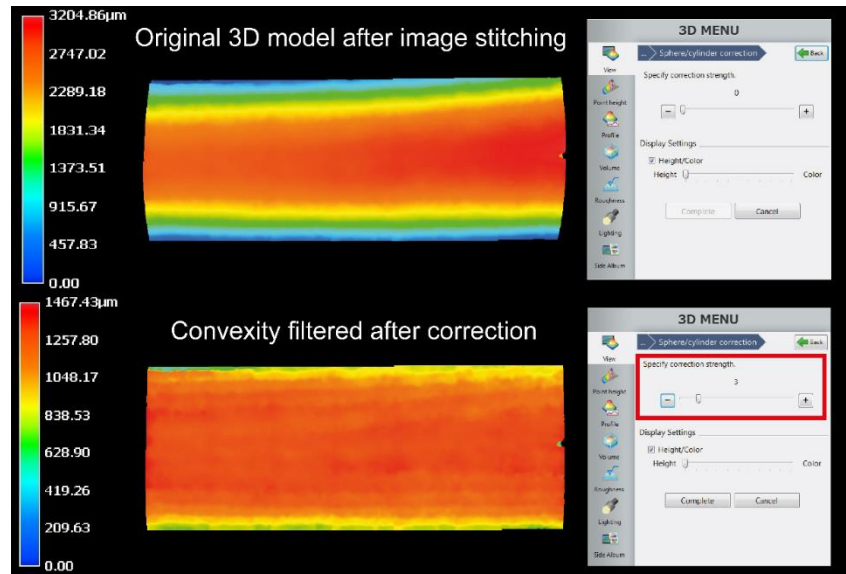 3204.86µm
2747.02
2289.18
1831.34
1373.51
915.67
457.83
0.00
Original 3D model after image stitching
3D MENU
... Sphere/cylinder correction
Back
View
Point height
Profile
Volume
Roughness
Lighting
Side Album
Specify correction strength.
0
- +
Display Settings
Height/Color
Height Color
Complete Cancel
1467.43µm
1257.80
1048.17
838.53
628.90
419.26
209.63
0.00
Convexity filtered after correction
3D MENU
... Sphere/cylinder correction
Back
View
Point height
Profile
Volume
Roughness
Lighting
Side Album
Specify correction strength.
3
- +
Display Settings
Height/Color
Height Color
Complete Cancel